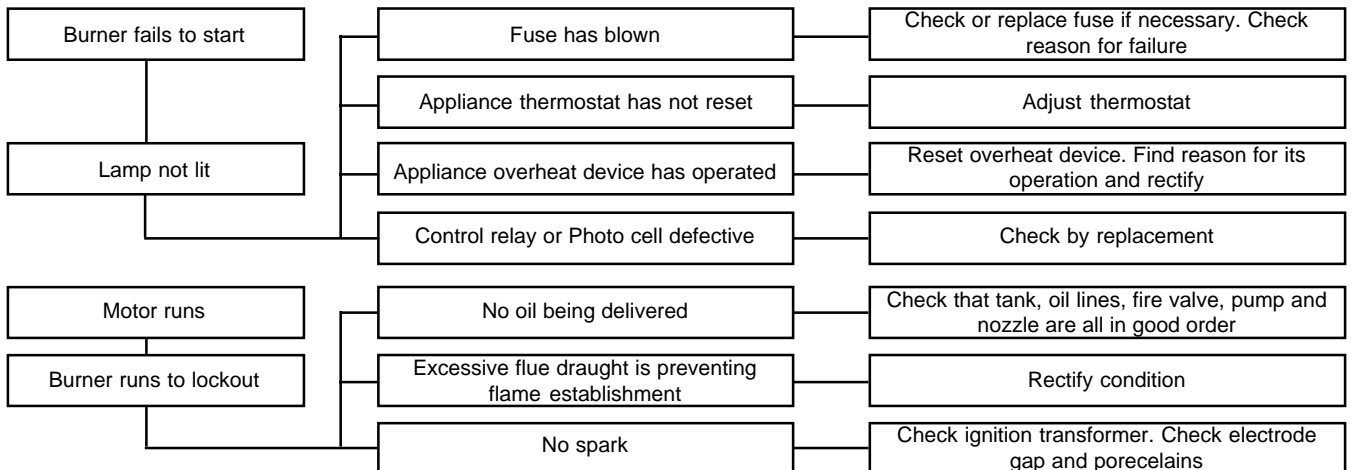 Burner fails to start
Fuse has blown
Check or replace fuse if necessary. Check
reason for failure
Appliance thermostat has not reset
Adjust thermostat
Lamp not lit
Appliance overheat device has operated
Reset overheat device. Find reason for its
operation and rectify
Control relay or Photo cell defective
Check by replacement
Motor runs
No oil being delivered
Check that tank, oil lines, fire valve, pump and
nozzle are all in good order
Burner runs to lockout
Excessive flue draught is preventing
flame establishment
Rectify condition
No spark
Check ignition transformer. Check electrode
gap and porecelains